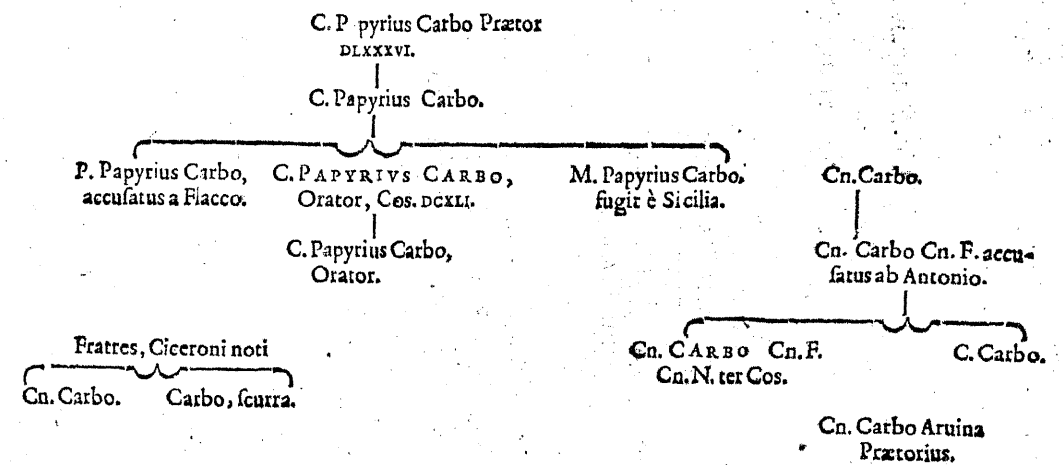 C. P pyrius Carbo Prætor
DLXXXVI.
C. Papyrius Carbo.
P. Papyrius Carbo,
accuſatus a Flacco.
C. PAPYRIVS CARBO,
Orator, Cos. DCXLI.
M. Papyrius Carbo,
fugit è Sicilia.
Cn. Carbo.
C. Papyrius Carbo,
Orator.
Cn. Carbo Cn. F. accu-
ſatus ab Antonio.
Fratres, Ciceroni noti
Cn. Carbo. Carbo, ſcurra.
Cn. CARBO Cn. F.
Cn. N. ter Cos.
C. Carbo.
Cn. Carbo Aruina
Prætorius.